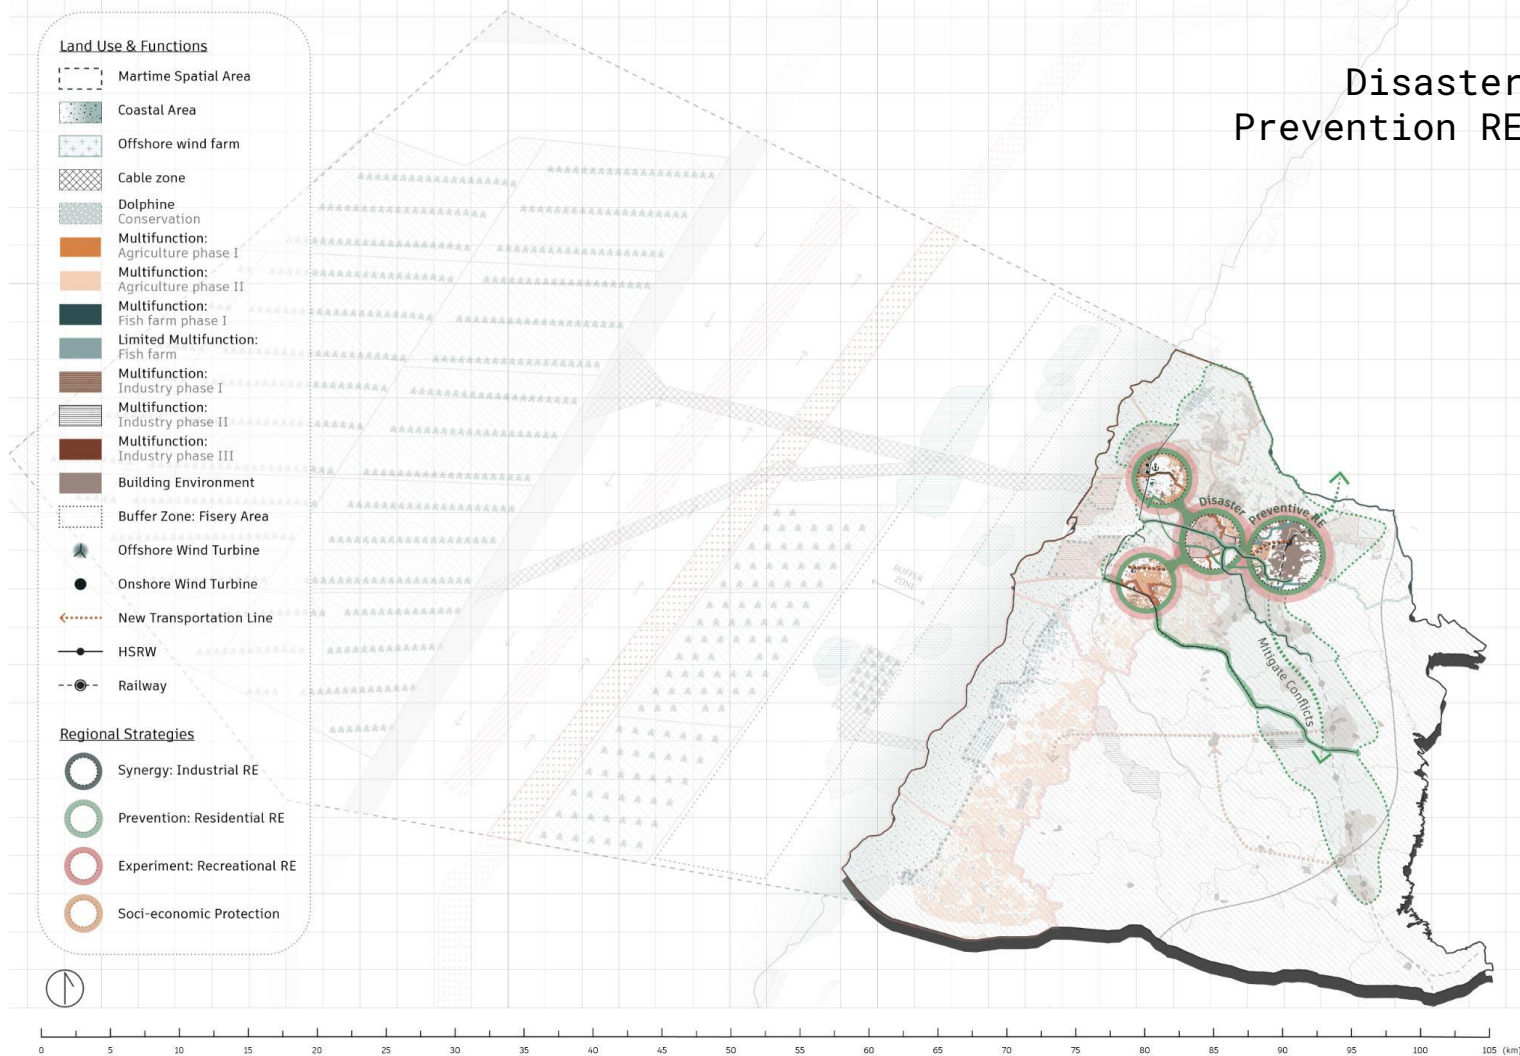 Disaster
Prevention RE
Land Use & Functions
Martime Spatial Area
Coastal Area
Offshore wind farm
Cable zone
Dolphine
Conservation
Multifunction:
Agriculture phase I
Multifunction:
Agriculture phase II
Multifunction:
Fish farm phase I
Limited Multifunction:
Fish farm
Multifunction:
Industry phase I
Multifunction:
Industry phase II
Multifunction:
Industry phase III
Building Environment
Buffer Zone: Fisery Area
Offshore Wind Turbine
Onshore Wind Turbine
New Transportation Line
HSRW
Railway
Regional Strategies
Synergy: Industrial RE
Prevention: Residential RE
Experiment: Recreational RE
Soci-economic Protection
BUFFER
ZONE
Disaster
Preventive RE
Mitigate Conflicts
0 5 10 15 20 25 30 35 40 45 50 55 60 65 70 75 80 85 90 95 100 105 (km)